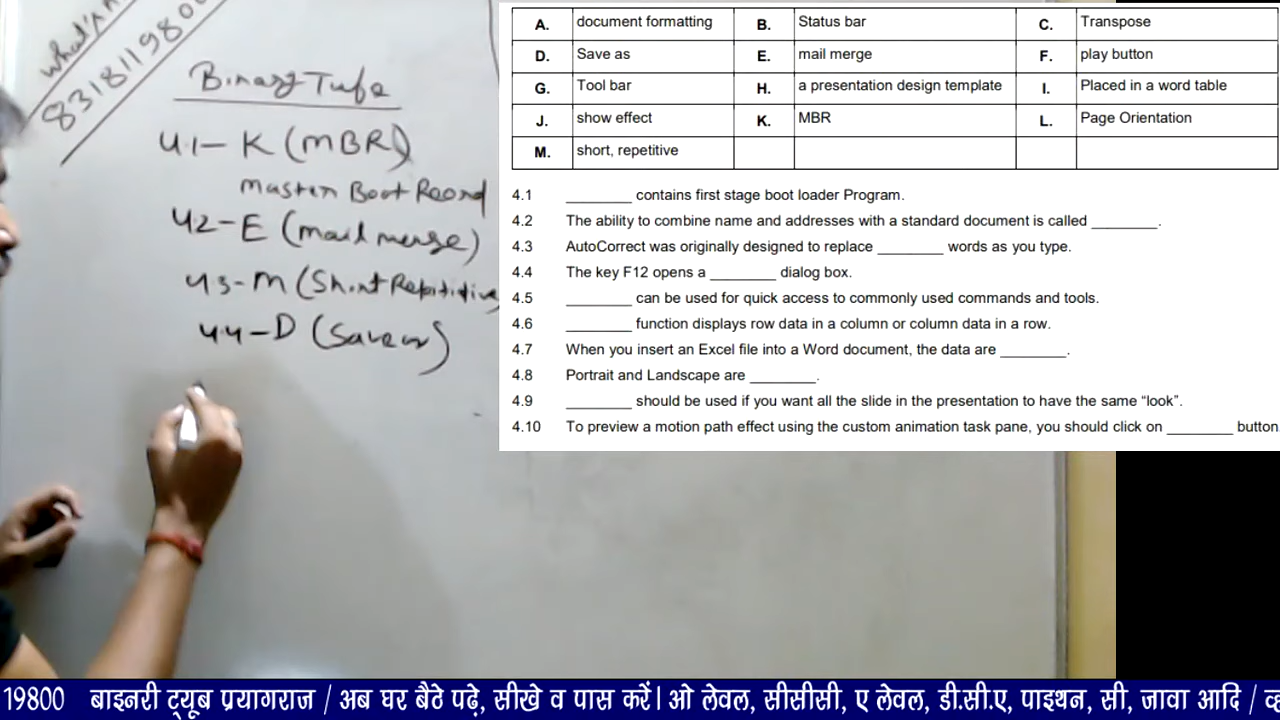 what's A
8318119800
Binary Tube
4.1- K (MBR)
Master Boot Record
4.2- E (mail merge)
4.3- M (Short Repititive
4.4- D (Save as)
A. document formatting B. Status bar C. Transpose
D. Save as E. mail merge F. play button
G. Tool bar H. a presentation design template I. Placed in a word table
J. show effect K. MBR L. Page Orientation
M. short, repetitive
4.1 ________ contains first stage boot loader Program.
4.2 The ability to combine name and addresses with a standard document is called ________.
4.3 AutoCorrect was originally designed to replace ________ words as you type.
4.4 The key F12 opens a ________ dialog box.
4.5 ________ can be used for quick access to commonly used commands and tools.
4.6 ________ function displays row data in a column or column data in a row.
4.7 When you insert an Excel file into a Word document, the data are ________.
4.8 Portrait and Landscape are ________.
4.9 ________ should be used if you want all the slide in the presentation to have the same “look”.
4.10 To preview a motion path effect using the custom animation task pane, you should click on ________ button
19800 बाइनरी ट्यूब प्रयागराज / अब घर बैठे पढ़े, सीखे व पास करें। ओ लेवल, सीसीसी, ए लेवल, डी.सी.ए, पाइथन, सी, जावा आदि /